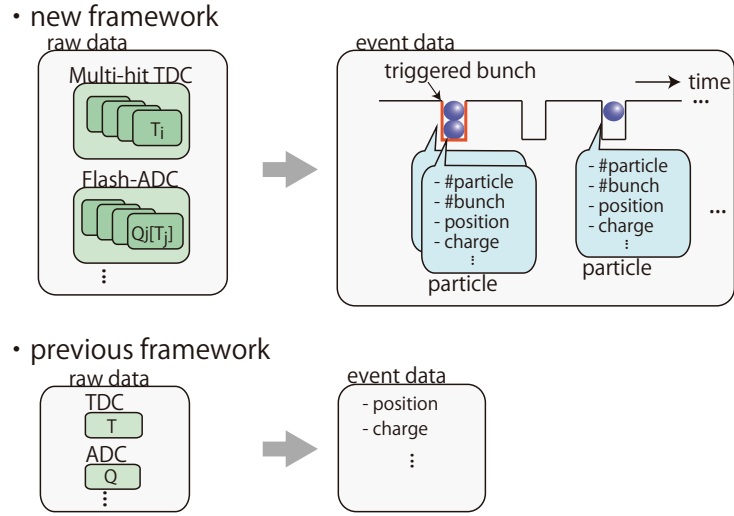 ・new framework
raw data
Multi-hit TDC
Ti
Flash-ADC
Qj[Tj]
⋮
event data
triggered bunch
time
...
- #particle
- #bunch
- position
- charge
⋮
particle
- #particle
- #bunch
- position
- charge
⋮
particle
...
・previous framework
raw data
TDC
T
ADC
Q
⋮
event data
- position
- charge
⋮